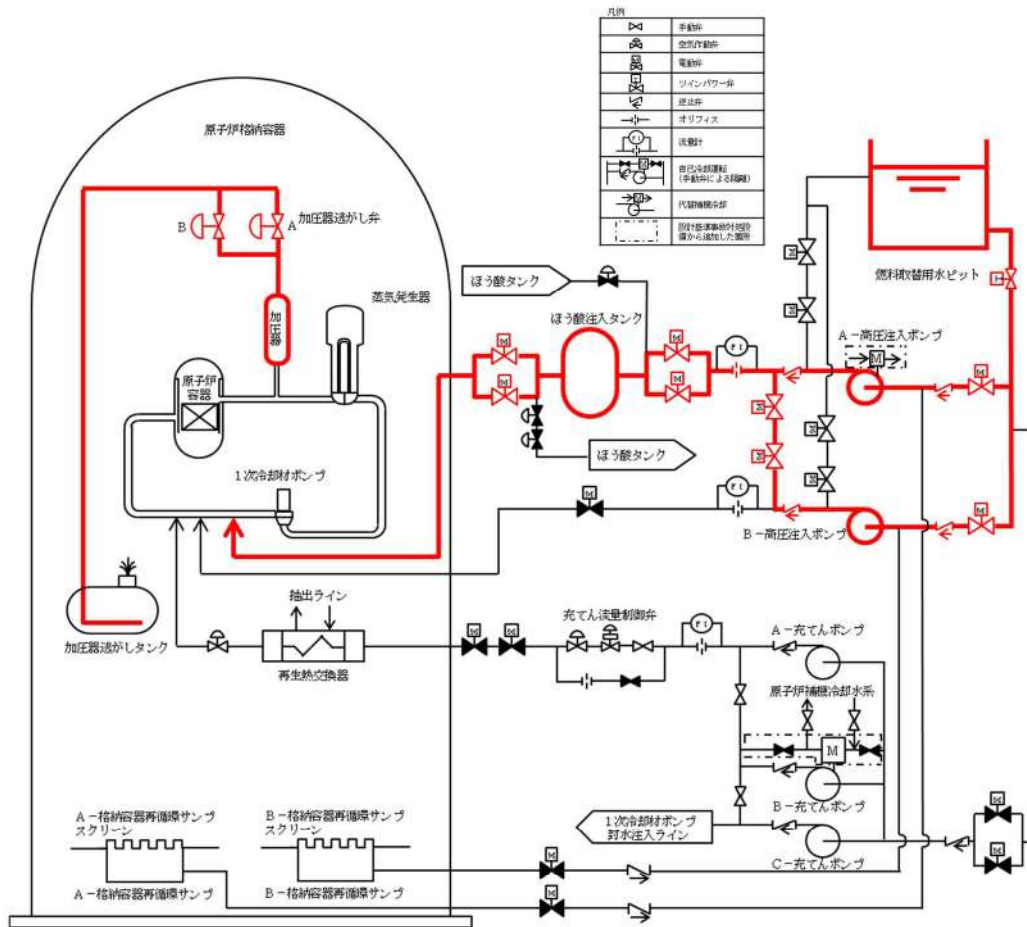 凡例
手動弁
空気作動弁
電動弁
ツインパワー弁
逆止弁
オリフィス
流量計
自己冷却運転
(手動弁による隔離)
代替補機冷却
設計基準事故対処設
備から追加した箇所
原子炉格納容器
加圧器逃がし弁
B
A
加圧器
蒸気発生器
原子炉
容器
1次冷却材ポンプ
加圧器逃がしタンク
ほう酸タンク
ほう酸注入タンク
ほう酸タンク
燃料取替用水ピット
A-高圧注入ポンプ
B-高圧注入ポンプ
抽出ライン
再生熱交換器
充てん流量制御弁
A-充てんポンプ
原子炉補機冷却水系
B-充てんポンプ
C-充てんポンプ
1次冷却材ポンプ
封水注入ライン
A-格納容器再循環サンプ
スクリーン
B-格納容器再循環サンプ
スクリーン
A-格納容器再循環サンプ
B-格納容器再循環サンプ